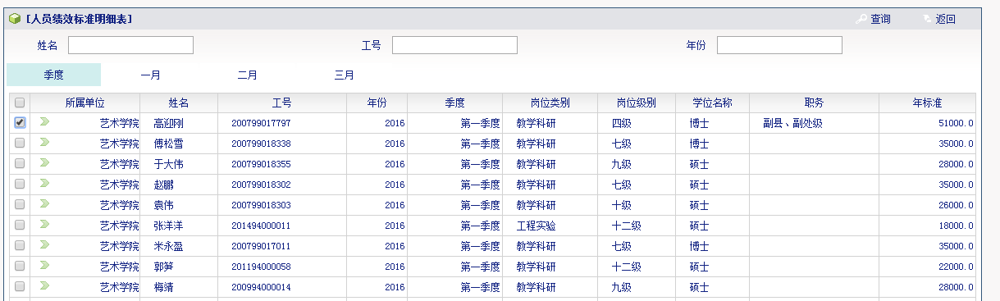 [人员绩效标准明细表] 查询 返回
姓名 工号 年份
季度 一月 二月 三月
所属单位 姓名 工号 年份 季度 岗位类别 岗位级别 学位名称 职务 年标准
艺术学院 高迎刚 200799017797 2016 第一季度 教学科研 四级 博士 副县、副处级 51000.0
艺术学院 傅松雪 200799018338 2016 第一季度 教学科研 七级 博士 35000.0
艺术学院 于大伟 200799018355 2016 第一季度 教学科研 九级 硕士 28000.0
艺术学院 赵鹏 200799018302 2016 第一季度 教学科研 七级 硕士 35000.0
艺术学院 袁伟 200799018303 2016 第一季度 教学科研 十级 硕士 26000.0
艺术学院 张洋洋 201494000011 2016 第一季度 工程实验 十二级 硕士 18000.0
艺术学院 米永盈 200799017011 2016 第一季度 教学科研 七级 博士 35000.0
艺术学院 郭笋 201194000058 2016 第一季度 教学科研 十二级 硕士 22000.0
艺术学院 梅靖 200994000014 2016 第一季度 教学科研 九级 硕士 28000.0